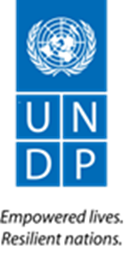 U N
D P
Empowered lives.
Resilient nations.